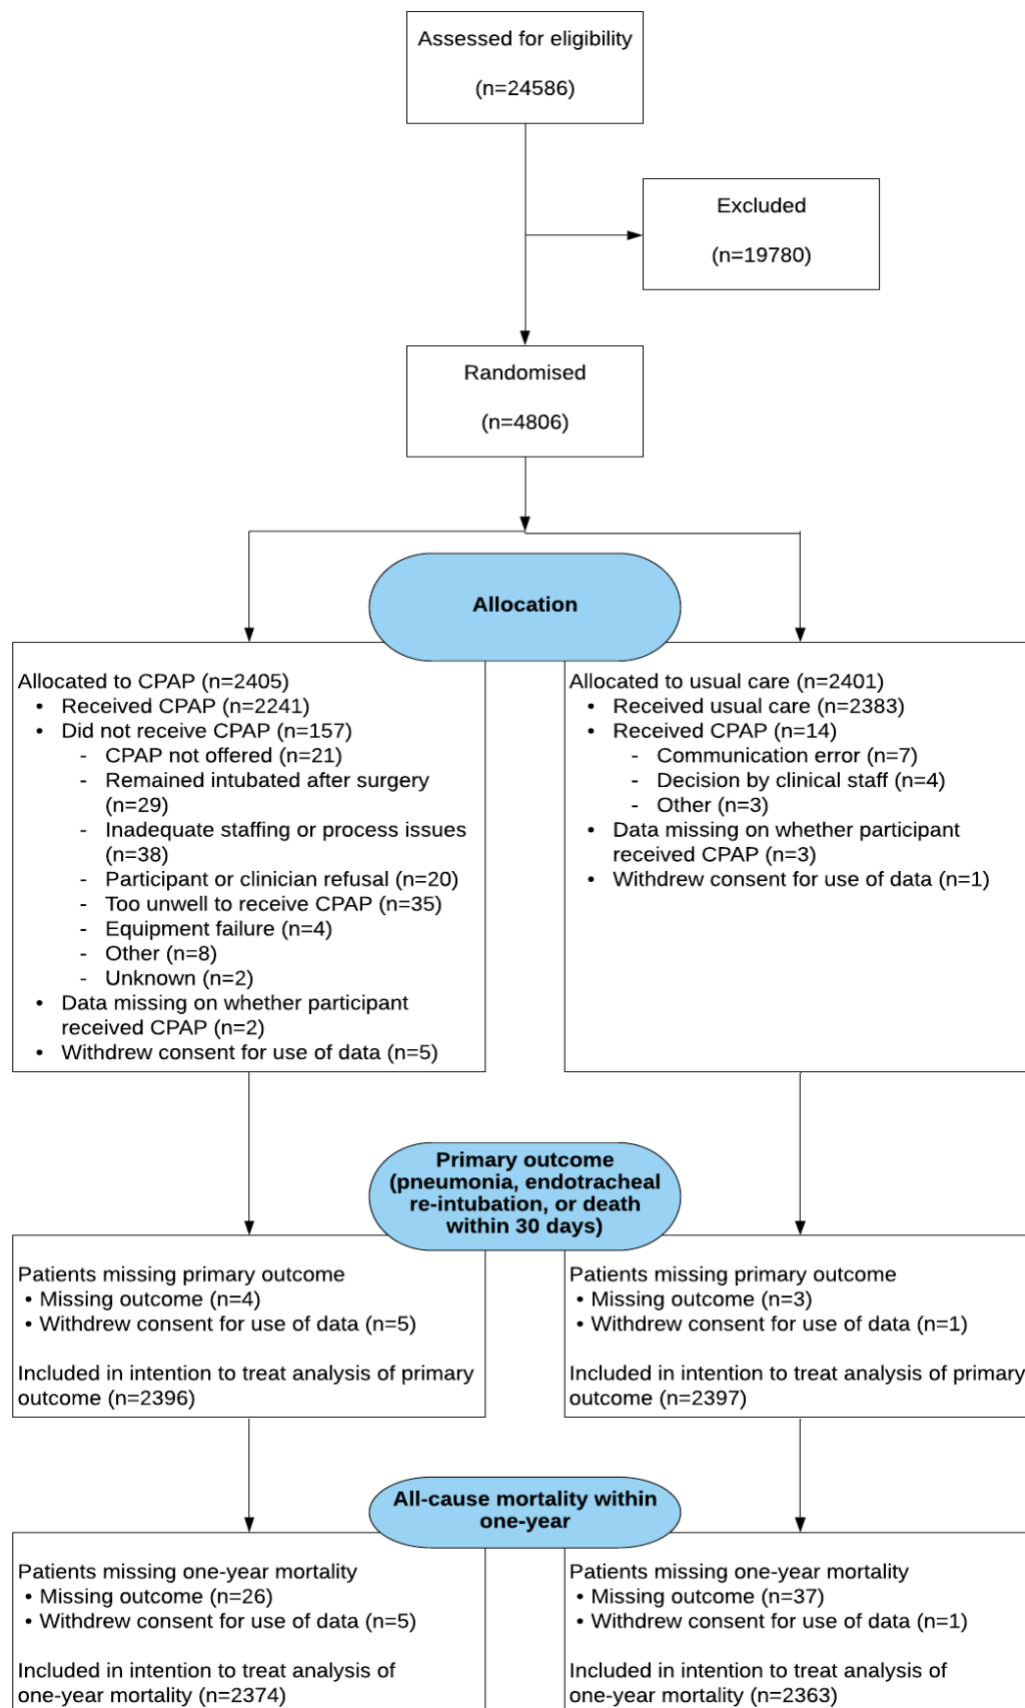 Assessed for eligibility
(n=24586)
Excluded
(n=19780)
Randomised
(n=4806)
Allocation
Allocated to CPAP (n=2405)
• Received CPAP (n=2241)
• Did not receive CPAP (n=157)
- CPAP not offered (n=21)
- Remained intubated after surgery
(n=29)
- Inadequate staffing or process issues
(n=38)
- Participant or clinician refusal (n=20)
- Too unwell to receive CPAP (n=35)
- Equipment failure (n=4)
- Other (n=8)
- Unknown (n=2)
• Data missing on whether participant
received CPAP (n=2)
• Withdrew consent for use of data (n=5)
Allocated to usual care (n=2401)
• Received usual care (n=2383)
• Received CPAP (n=14)
- Communication error (n=7)
- Decision by clinical staff (n=4)
- Other (n=3)
• Data missing on whether participant
received CPAP (n=3)
• Withdrew consent for use of data (n=1)
Primary outcome
(pneumonia, endotracheal
re-intubation, or death
within 30 days)
Patients missing primary outcome
• Missing outcome (n=4)
• Withdrew consent for use of data (n=5)
Included in intention to treat analysis of primary
outcome (n=2396)
Patients missing primary outcome
• Missing outcome (n=3)
• Withdrew consent for use of data (n=1)
Included in intention to treat analysis of primary
outcome (n=2397)
All-cause mortality within
one-year
Patients missing one-year mortality
• Missing outcome (n=26)
• Withdrew consent for use of data (n=5)
Included in intention to treat analysis of
one-year mortality (n=2374)
Patients missing one-year mortality
• Missing outcome (n=37)
• Withdrew consent for use of data (n=1)
Included in intention to treat analysis of
one-year mortality (n=2363)